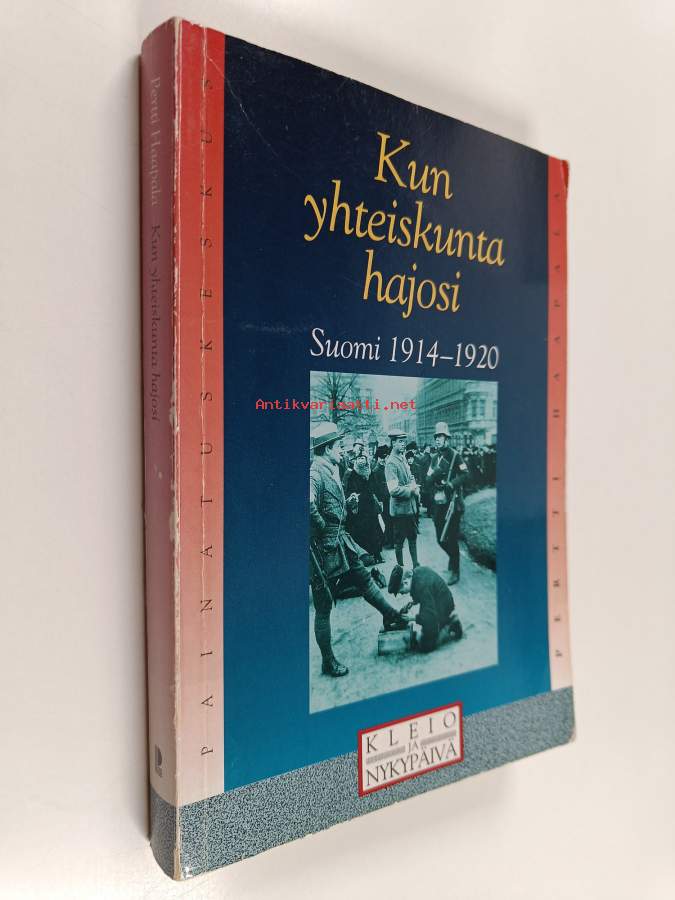 Pertti Haapala Kun yhteiskunta hajosi
PAINATUSKESKUS
Kun
yhteiskunta
hajosi
Suomi 1914–1920
Antikvariaatti.net
PERTTI HAAPALA
KLEIO
JA
NYKYPÄIVÄ